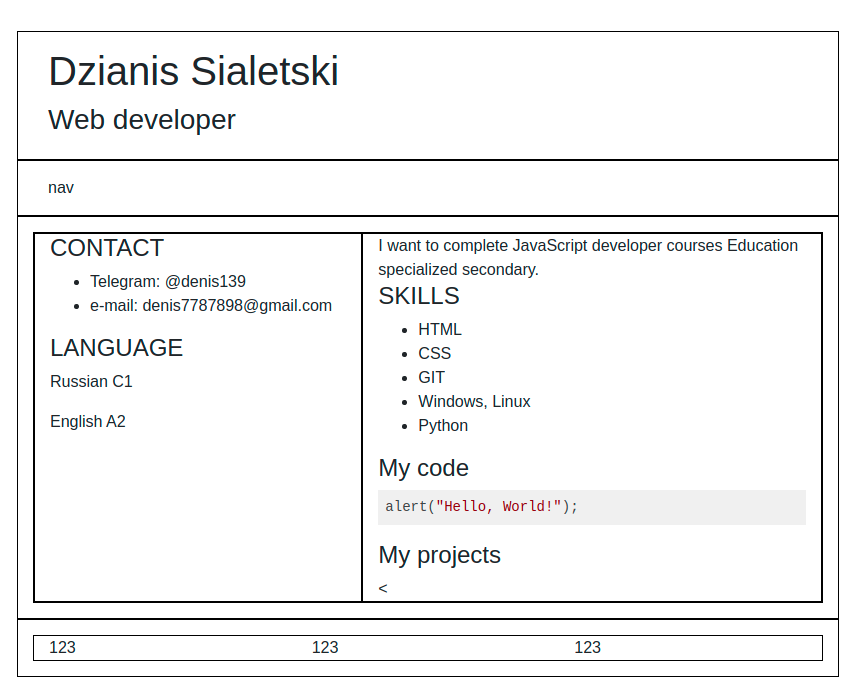 Dzianis Sialetski
Web developer
nav
CONTACT
Telegram: @denis139
e-mail: denis7787898@gmail.com
LANGUAGE
Russian C1
English A2
I want to complete JavaScript developer courses Education
specialized secondary.
SKILLS
HTML
CSS
GIT
Windows, Linux
Python
My code
alert("Hello, World!");
My projects
<
123 123 123